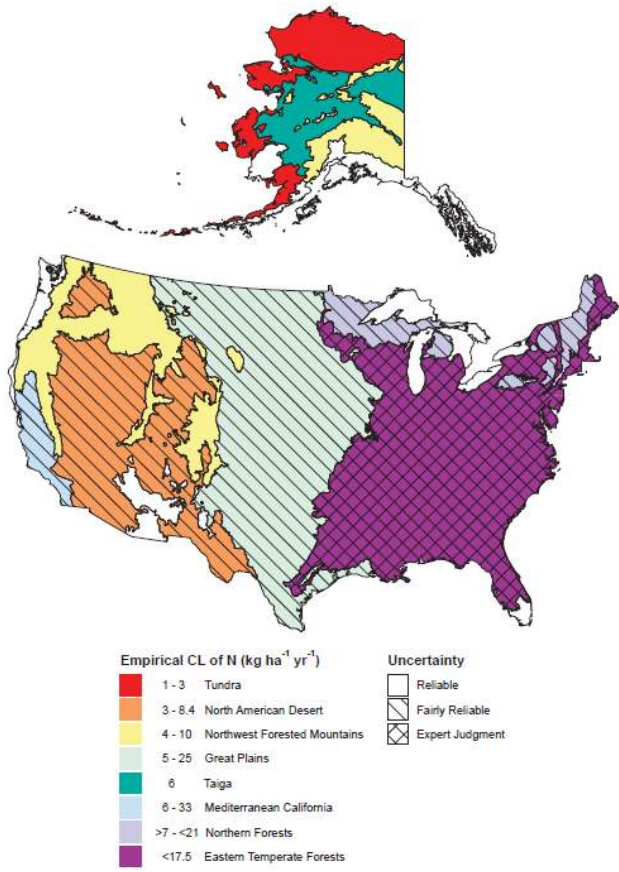 Empirical CL of N (kg ha⁻¹ yr⁻¹)
1 - 3 Tundra
3 - 8.4 North American Desert
4 - 10 Northwest Forested Mountains
5 - 25 Great Plains
6 Taiga
6 - 33 Mediterranean California
>7 - <21 Northern Forests
<17.5 Eastern Temperate Forests
Uncertainty
Reliable
Fairly Reliable
Expert Judgment